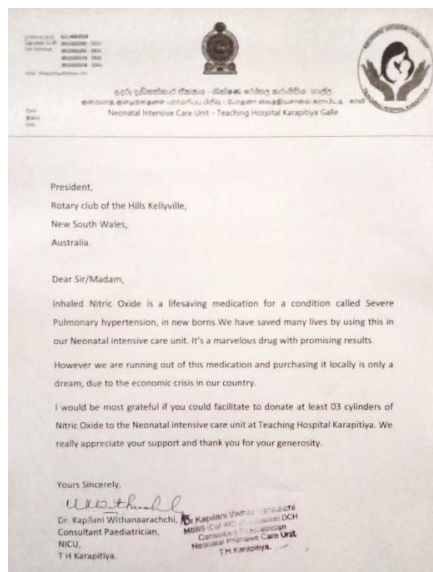 Neonatal Intensive Care Unit - Teaching Hospital Karapitiya Galle
President,
Rotary club of the Hills Kellyville,
New South Wales,
Australia.
Dear Sir/Madam,
Inhaled Nitric Oxide is a lifesaving medication for a condition called Severe
Pulmonary hypertension, in new borns.We have saved many lives by using this in
our Neonatal intensive care unit. It's a marvelous drug with promising results.
However we are running out of this medication and purchasing it locally is only a
dream, due to the economic crisis in our country.
I would be most grateful if you could facilitate to donate at least 03 cylinders of
Nitric Oxide to the Neonatal intensive care unit at Teaching Hospital Karapitiya. We
really appreciate your support and thank you for your generosity.
Yours Sincerely,
Dr. Kapilani Withanaarachchi,
Consultant Paediatrician,
NICU,
T H Karapitiya.
Dr Kapilani
MBBS DCH
Consultant
Neonatal Intensive Care Unit
T.H Karapitiya.